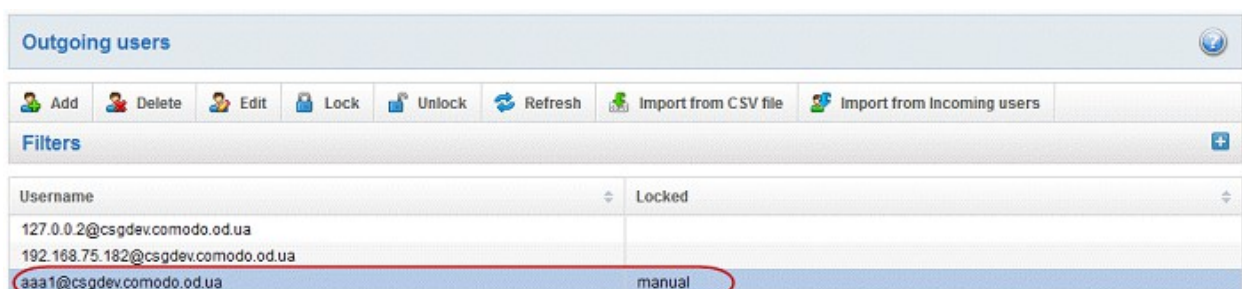 Outgoing users
Add Delete Edit Lock Unlock Refresh Import from CSV file Import from Incoming users
Filters
Username Locked
127.0.0.2@csgdev.comodo.od.ua
192.168.75.182@csgdev.comodo.od.ua
aaa1@csgdev.comodo.od.ua manual